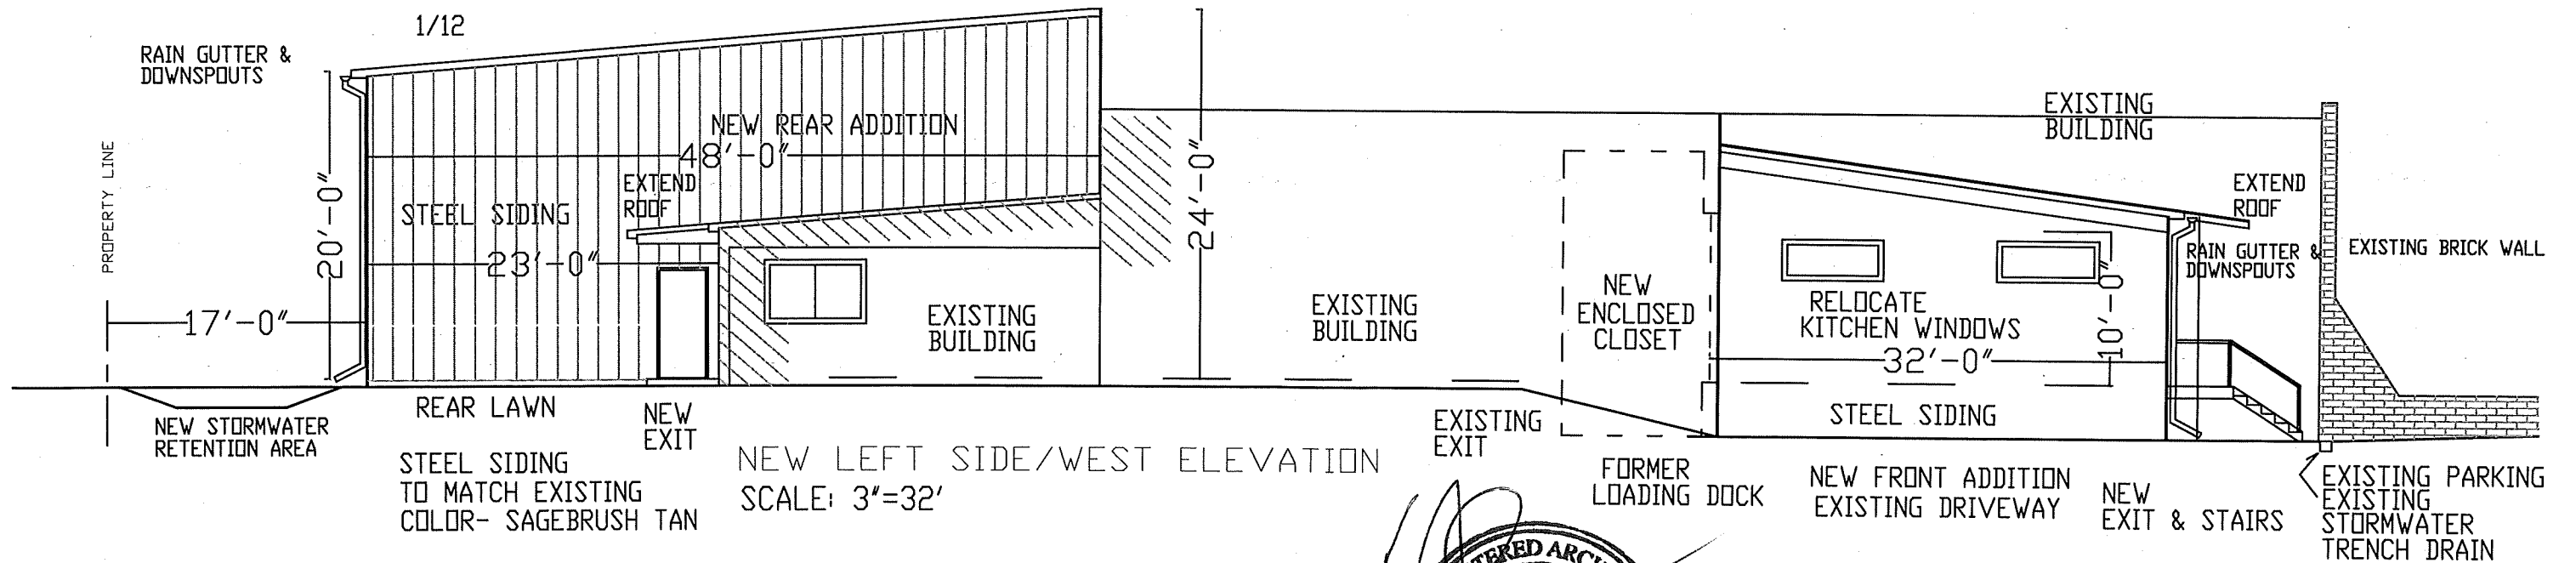 1/12
RAIN GUTTER &
DOWNSPOUTS
PROPERTY LINE
17'-0"
20'-0"
NEW REAR ADDITION
48'-0"
EXTEND
ROOF
STEEL SIDING
23'-0"
EXISTING
BUILDING
24'-0"
EXISTING
BUILDING
NEW
ENCLOSED
CLOSET
EXISTING
BUILDING
EXTEND
ROOF
RAIN GUTTER &
DOWNSPOUTS
EXISTING BRICK WALL
RELOCATE
KITCHEN WINDOWS
32'-0"
10'-0"
STEEL SIDING
NEW STORMWATER
RETENTION AREA
REAR LAWN
STEEL SIDING
TO MATCH EXISTING
COLOR- SAGEBRUSH TAN
NEW
EXIT
NEW LEFT SIDE/WEST ELEVATION
SCALE: 3"=32'
EXISTING
EXIT
FORMER
LOADING DOCK
NEW FRONT ADDITION
EXISTING DRIVEWAY
NEW
EXIT & STAIRS
EXISTING PARKING
EXISTING
STORMWATER
TRENCH DRAIN